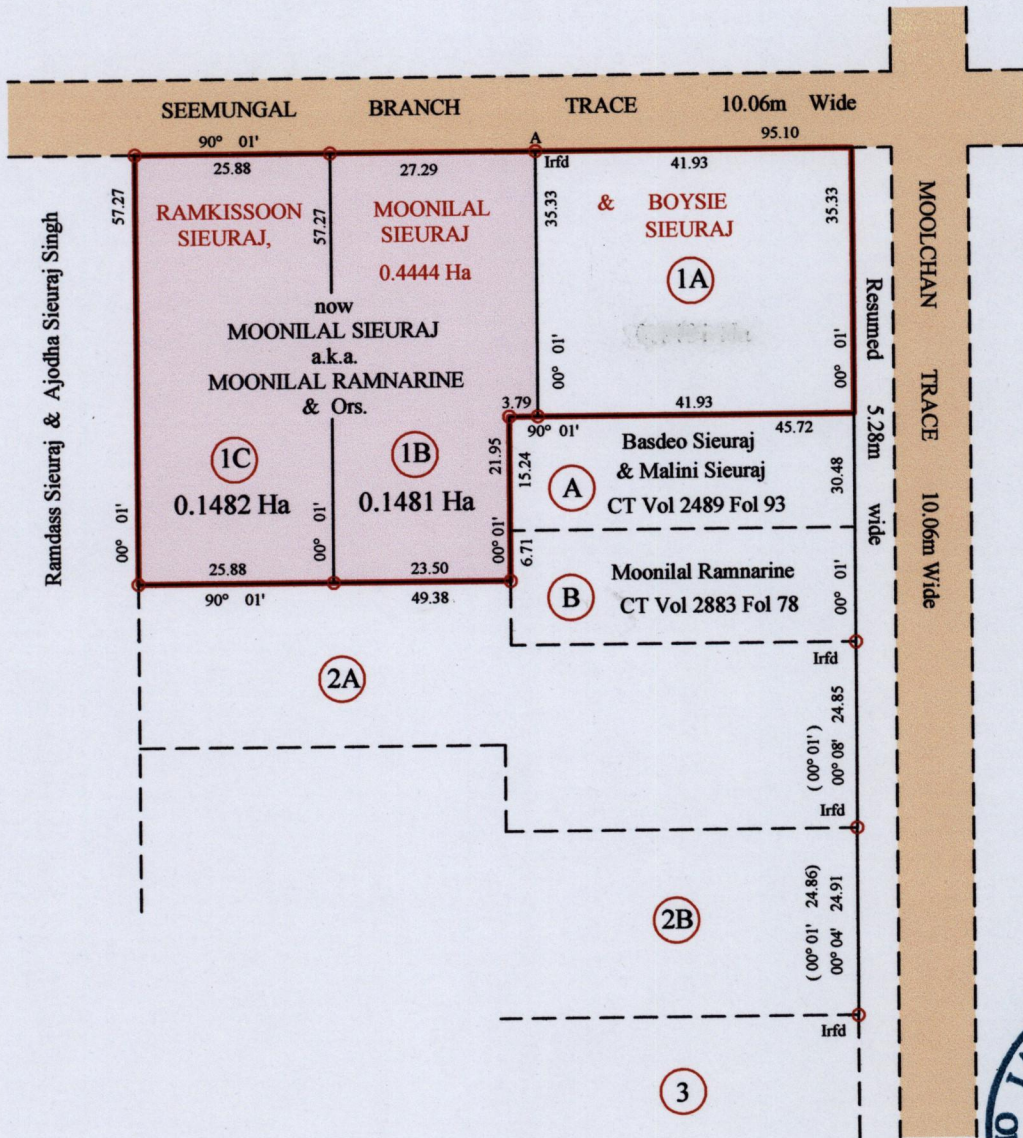 SEEMUNGAL BRANCH TRACE 10.06m Wide
90° 01' A 95.10
25.88 27.29 Irfd 41.93
57.27 57.27 35.33 35.33
RAMKISSOON
SIEURAJ,
MOONILAL
SIEURAJ
0.4444 Ha
& BOYSIE
SIEURAJ
1A
now
MOONILAL SIEURAJ
a.k.a.
MOONILAL RAMNARINE
& Ors.
00° 01' 00° 01'
3.79 41.93
90° 01' 45.72
1C
0.1482 Ha
1B
0.1481 Ha
00° 01' 00° 01' 00° 01'
21.95
15.24
6.71
A
Basdeo Sieuraj
& Malini Sieuraj
CT Vol 2489 Fol 93
30.48
B
Moonilal Ramnarine
CT Vol 2883 Fol 78
00° 01'
25.88 23.50
90° 01' 49.38
Ramdass Sieuraj & Ajodha Sieuraj Singh
Resumed 5.28m wide
MOOLCHAN TRACE 10.06m Wide
2A
Irfd
( 00° 01' )
00° 08' 24.85
Irfd
2B
( 00° 01' 24.86)
00° 04' 24.91
Irfd
3